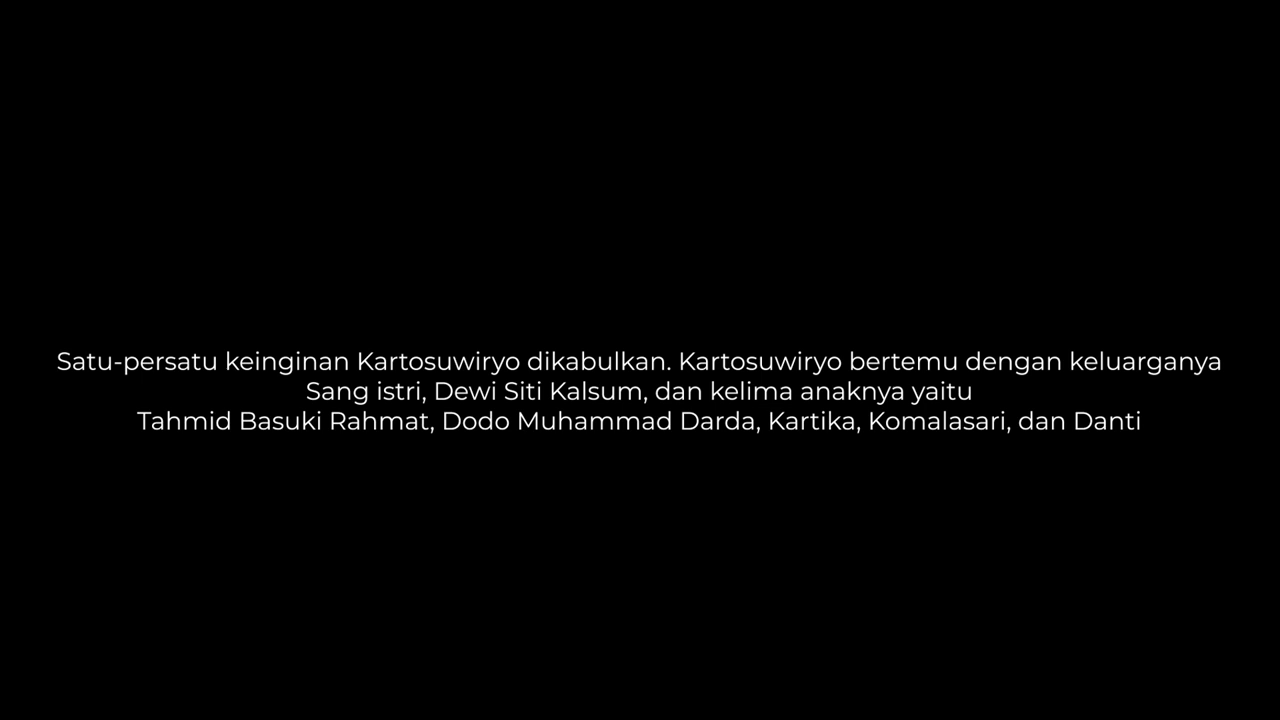 Satu-persatu keinginan Kartosuwiryo dikabulkan. Kartosuwiryo bertemu dengan keluarganya
Sang istri, Dewi Siti Kalsum, dan kelima anaknya yaitu
Tahmid Basuki Rahmat, Dodo Muhammad Darda, Kartika, Komalasari, dan Danti